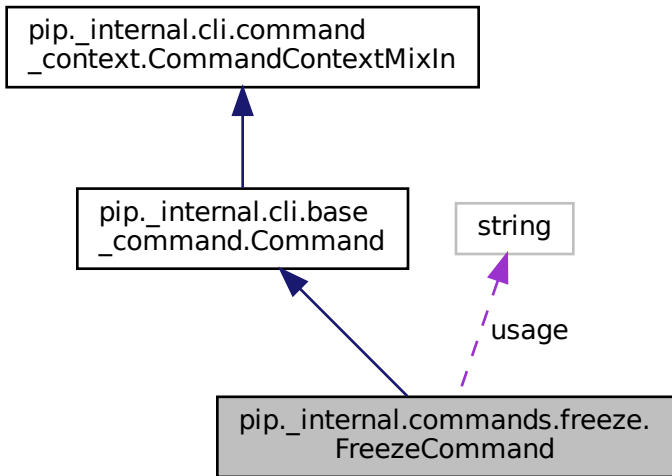 pip._internal.cli.command
_context.CommandContextMixIn
pip._internal.cli.base
_command.Command
string
usage
pip._internal.commands.freeze.
FreezeCommand